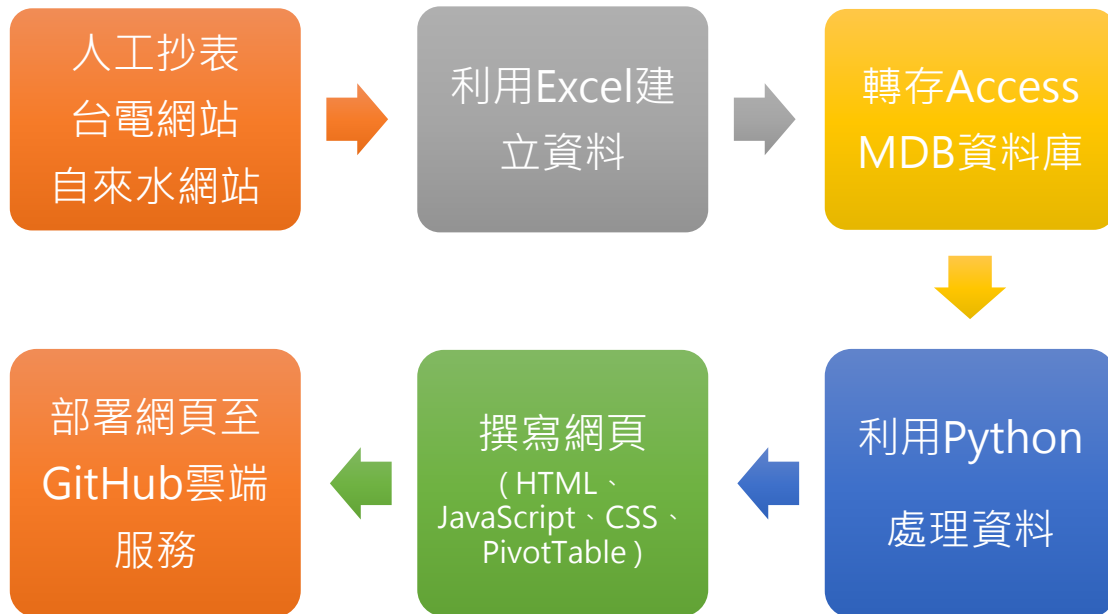 人工抄表
台電網站
自來水網站
利用Excel建
立資料
轉存Access
MDB資料庫
利用Python
處理資料
撰寫網頁
(HTML、
JavaScript、CSS、
PivotTable)
部署網頁至
GitHub雲端
服務